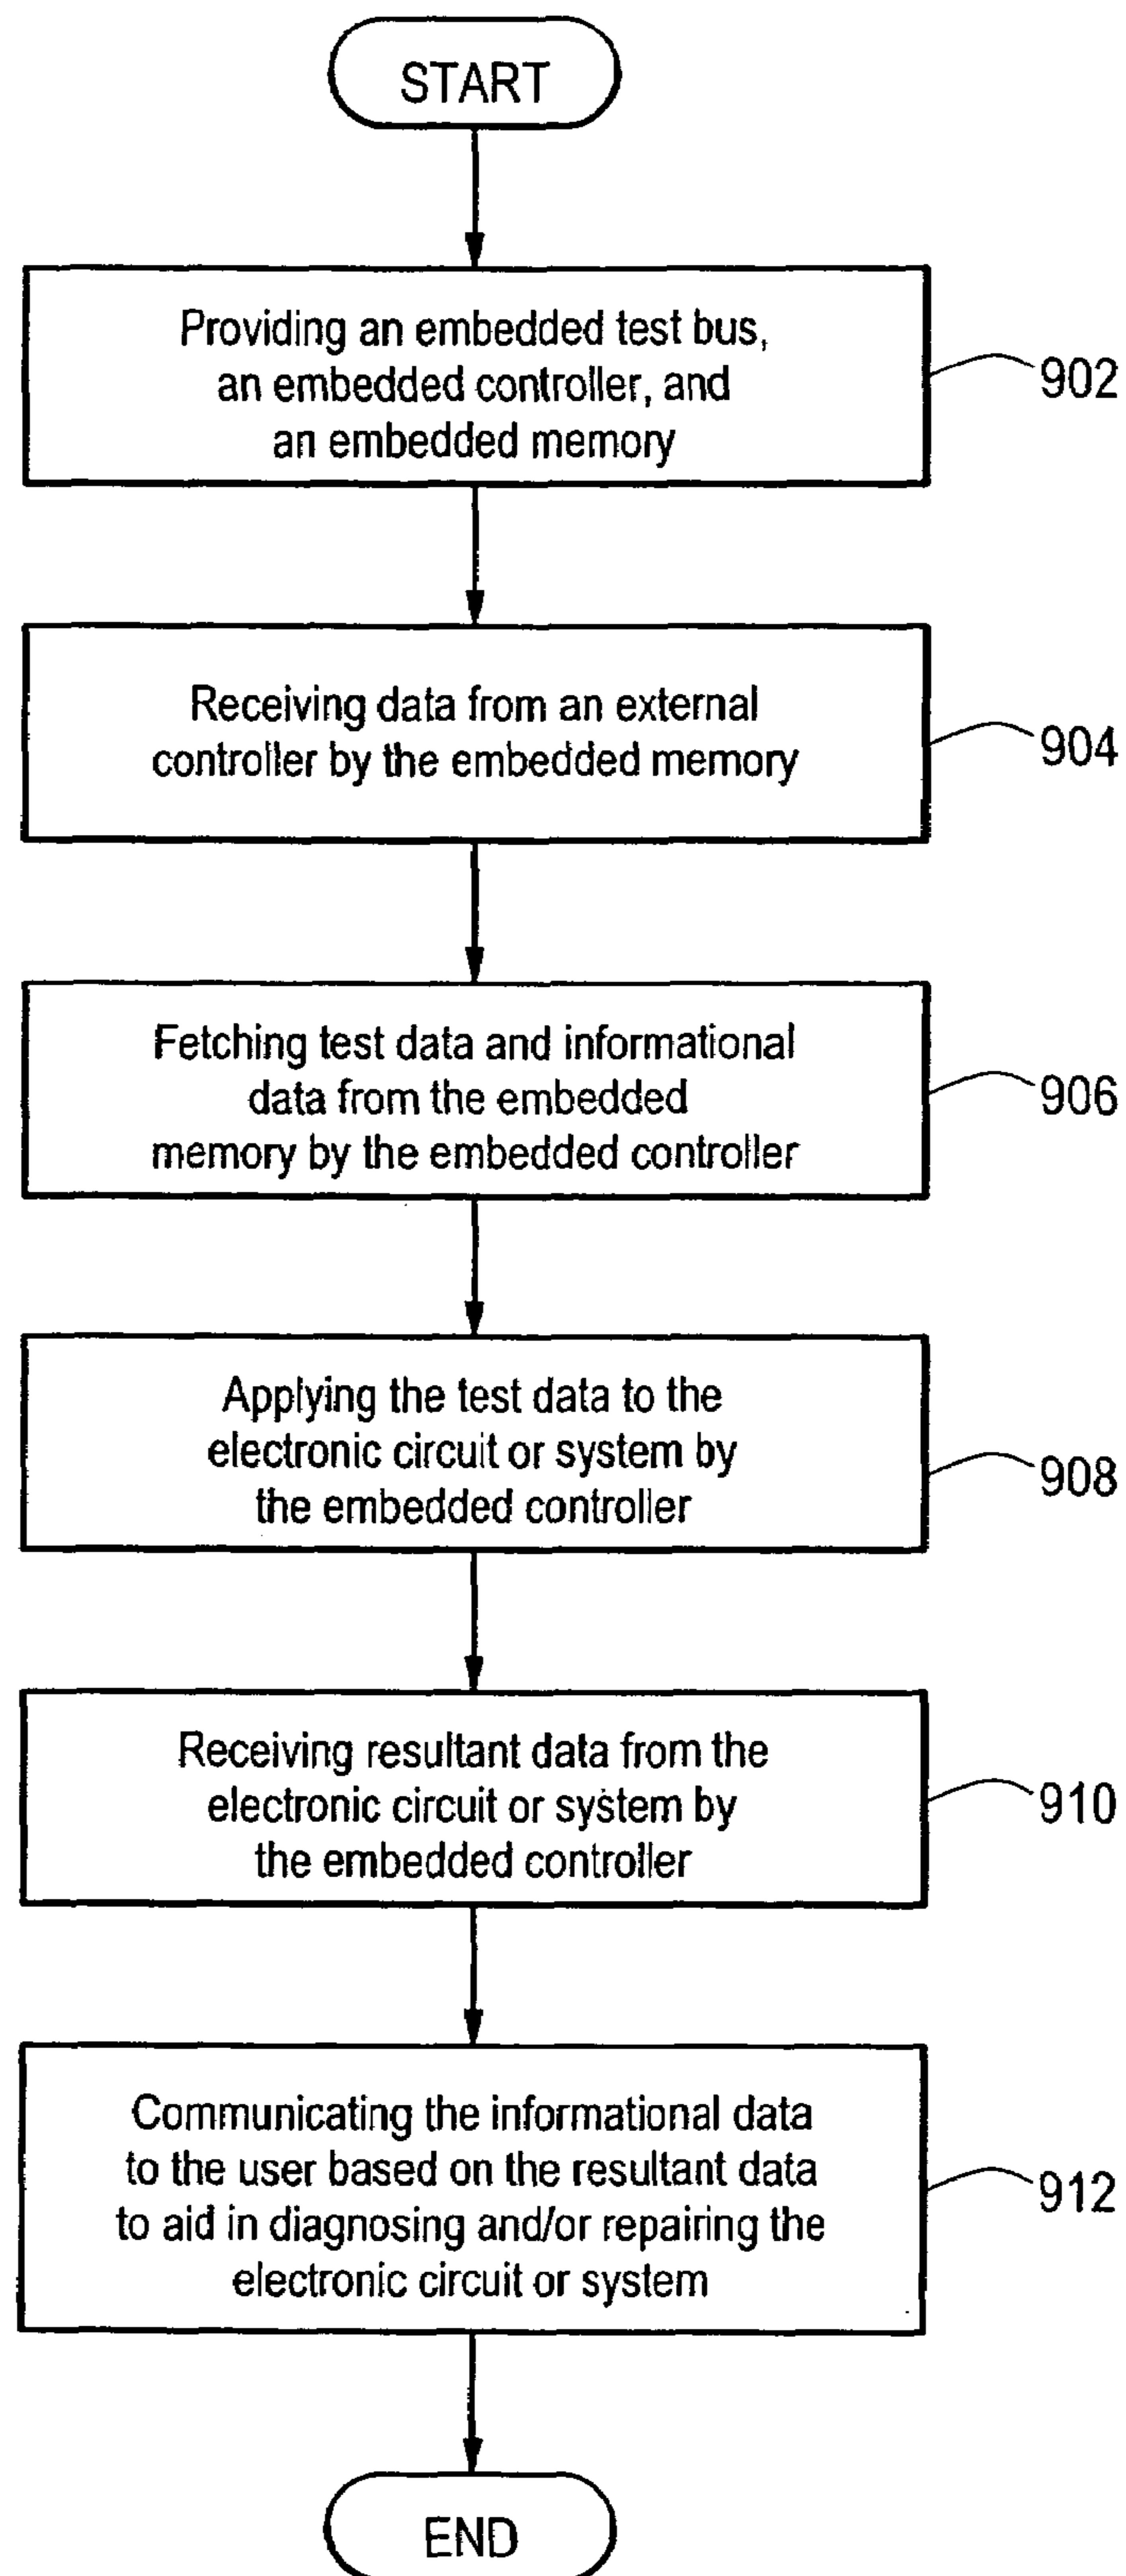 START
Providing an embedded test bus,
an embedded controller, and
an embedded memory
902
Receiving data from an external
controller by the embedded memory
904
Fetching test data and informational
data from the embedded
memory by the embedded controller
906
Applying the test data to the
electronic circuit or system by
the embedded controller
908
Receiving resultant data from the
electronic circuit or system by
the embedded controller
910
Communicating the informational data
to the user based on the resultant data
to aid in diagnosing and/or repairing the
electronic circuit or system
912
END